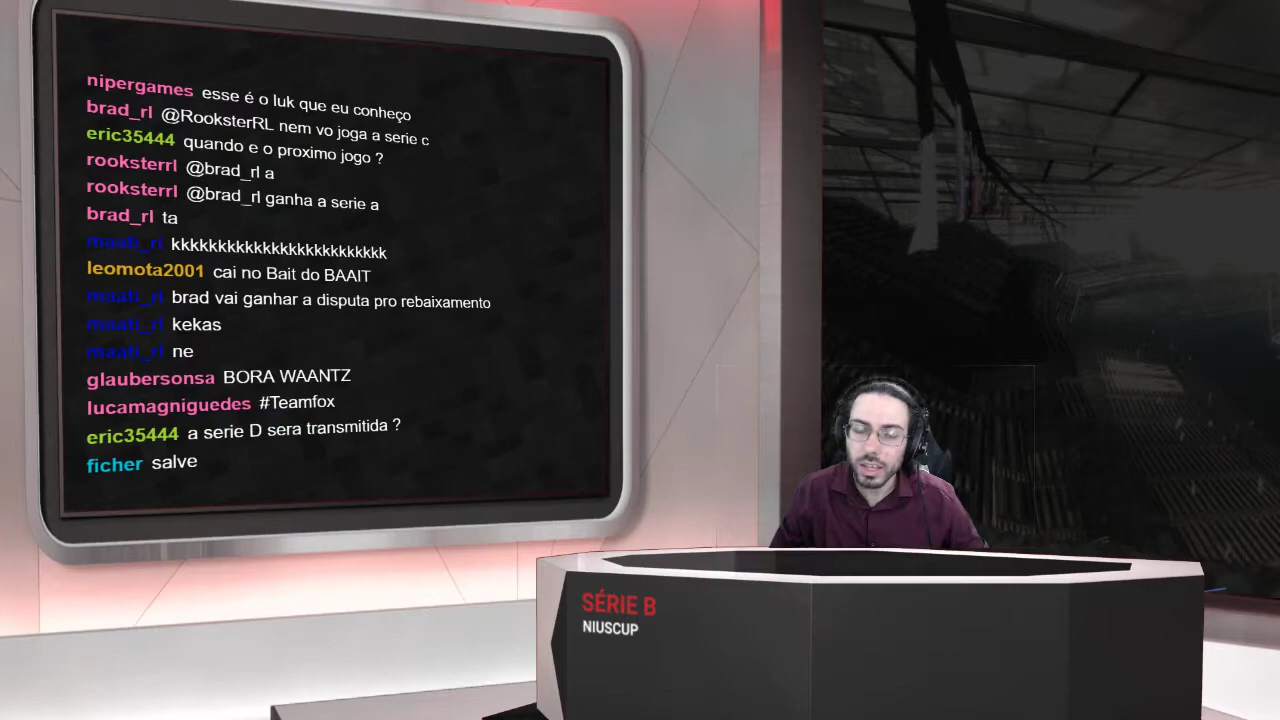 nipergames esse é o luk que eu conheço
brad_rl @RooksterRL nem vo joga a serie c
eric35444 quando e o proximo jogo ?
rooksterrl @brad_rl a
rooksterrl @brad_rl ganha a serie a
brad_rl ta
maati_rl kkkkkkkkkkkkkkkkkkkkkkkkk
leomota2001 cai no Bait do BAAIT
maati_rl brad vai ganhar a disputa pro rebaixamento
maati_rl kekas
maati_rl ne
glaubersonsa BORA WAANTZ
lucamagniguedes #Teamfox
eric35444 a serie D sera transmitida ?
ficher salve
SÉRIE B
NIUSCUP